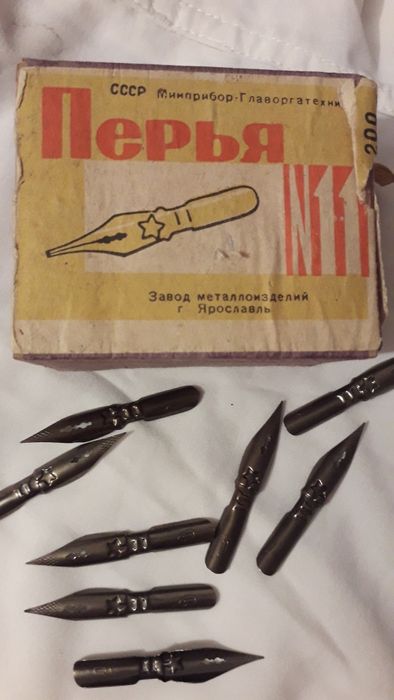 СССР Минприбор-Главоргатехни
Перья
200
№11
Завод металлоизделий
г Ярославль